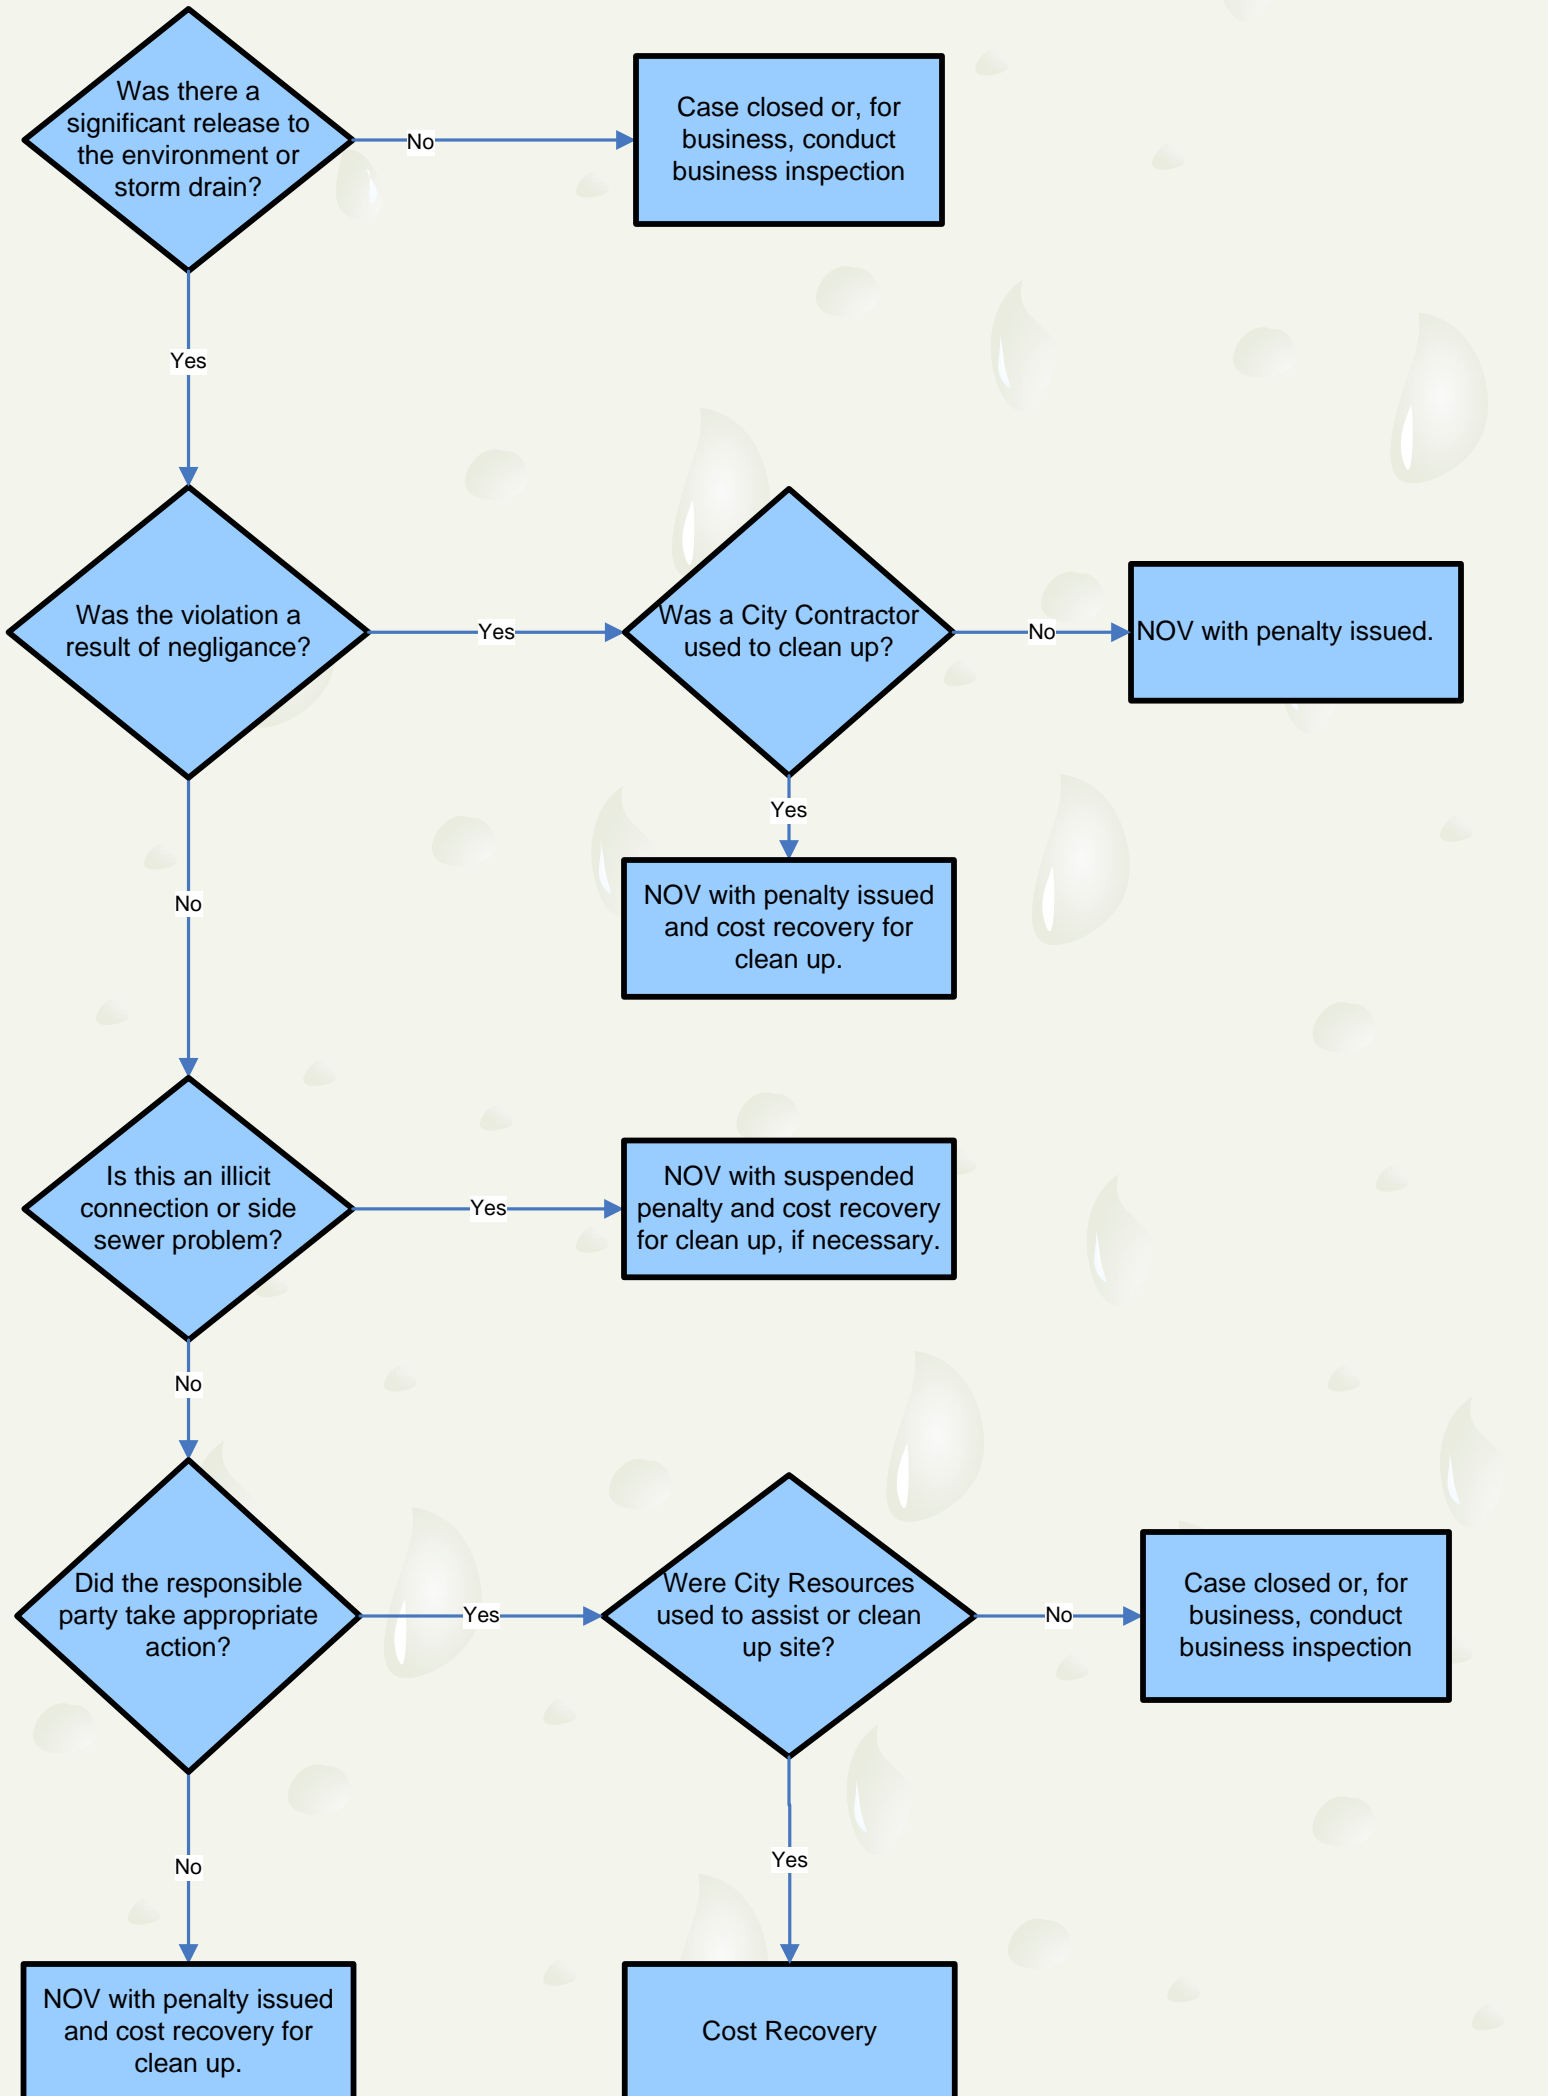 Was there a
significant release to
the environment or
storm drain?
No
Case closed or, for
business, conduct
business inspection
Yes
Was the violation a
result of negligance?
Yes
Was a City Contractor
used to clean up?
No
NOV with penalty issued.
Yes
NOV with penalty issued
and cost recovery for
clean up.
No
Is this an illicit
connection or side
sewer problem?
Yes
NOV with suspended
penalty and cost recovery
for clean up, if necessary.
No
Did the responsible
party take appropriate
action?
Yes
Were City Resources
used to assist or clean
up site?
No
Case closed or, for
business, conduct
business inspection
No
NOV with penalty issued
and cost recovery for
clean up.
Yes
Cost Recovery